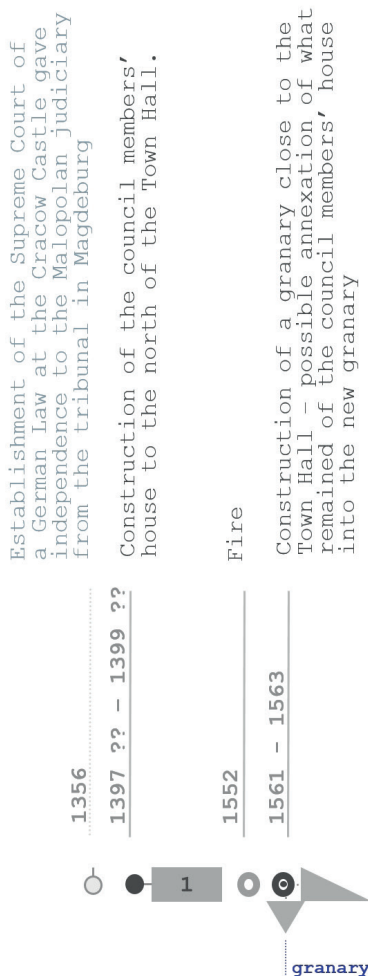 1356
Establishment of the Supreme Court of
a German Law at the Cracow Castle gave
independence to the Malopolan judiciary
from the tribunal in Magdeburg
1397 ?? – 1399 ??
Construction of the council members'
house to the north of the Town Hall.
1
1552
Fire
1561 – 1563
Construction of a granary close to the
Town Hall – possible annexation of what
remained of the council members' house
into the new granary
granary